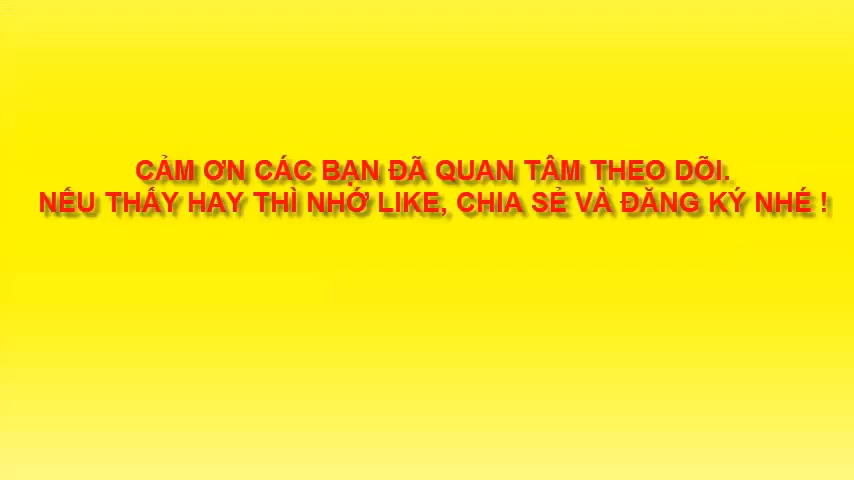 CẢM ƠN CÁC BẠN ĐÃ QUAN TÂM THEO DÕI.
NẾU THẤY HAY THÌ NHỚ LIKE, CHIA SẺ VÀ ĐĂNG KÝ NHÉ !